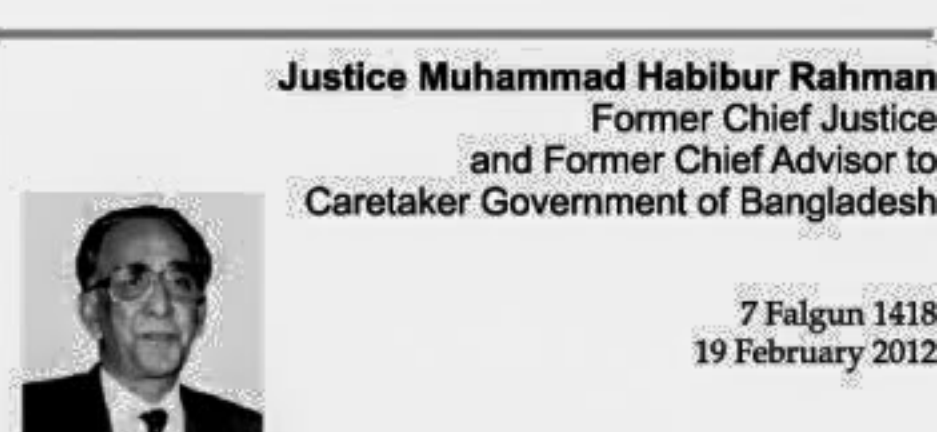 Justice Muhammad Habibur Rahman
Former Chief Justice
and Former Chief Advisor to
Caretaker Government of Bangladesh
7 Falgun 1418
19 February 2012